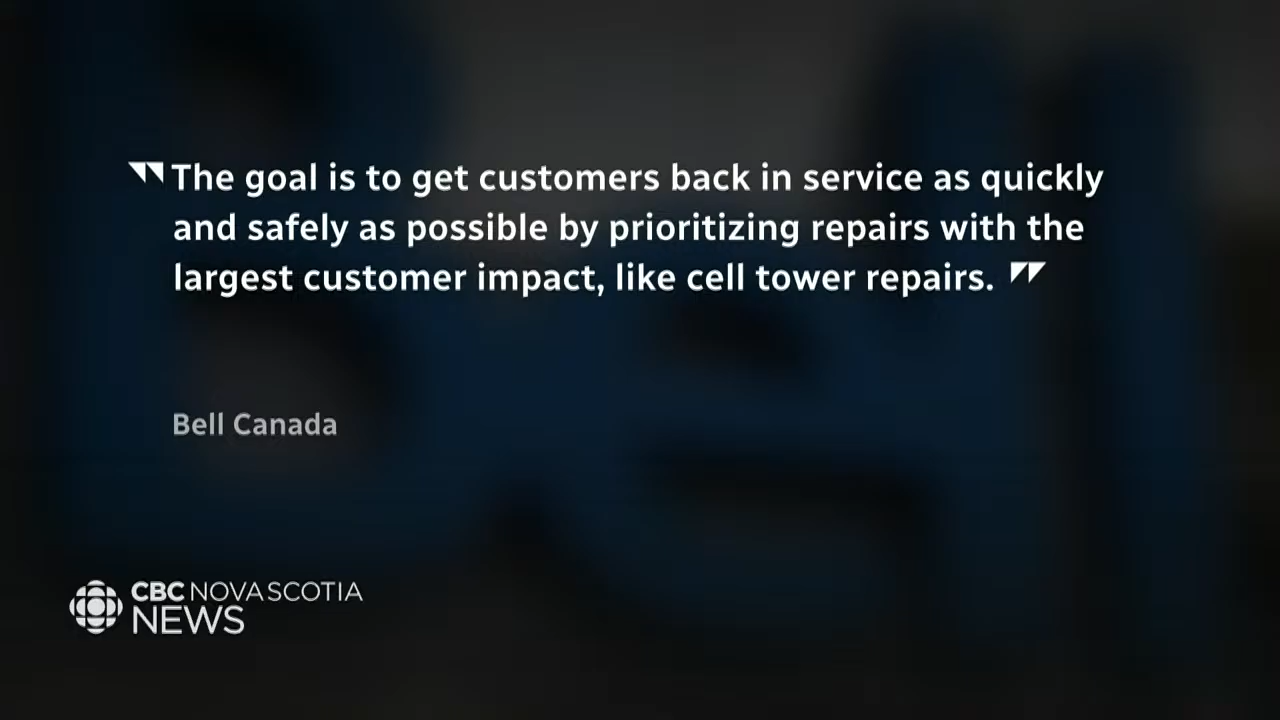 "The goal is to get customers back in service as quickly
and safely as possible by prioritizing repairs with the
largest customer impact, like cell tower repairs."
Bell Canada
CBC NOVA SCOTIA
NEWS